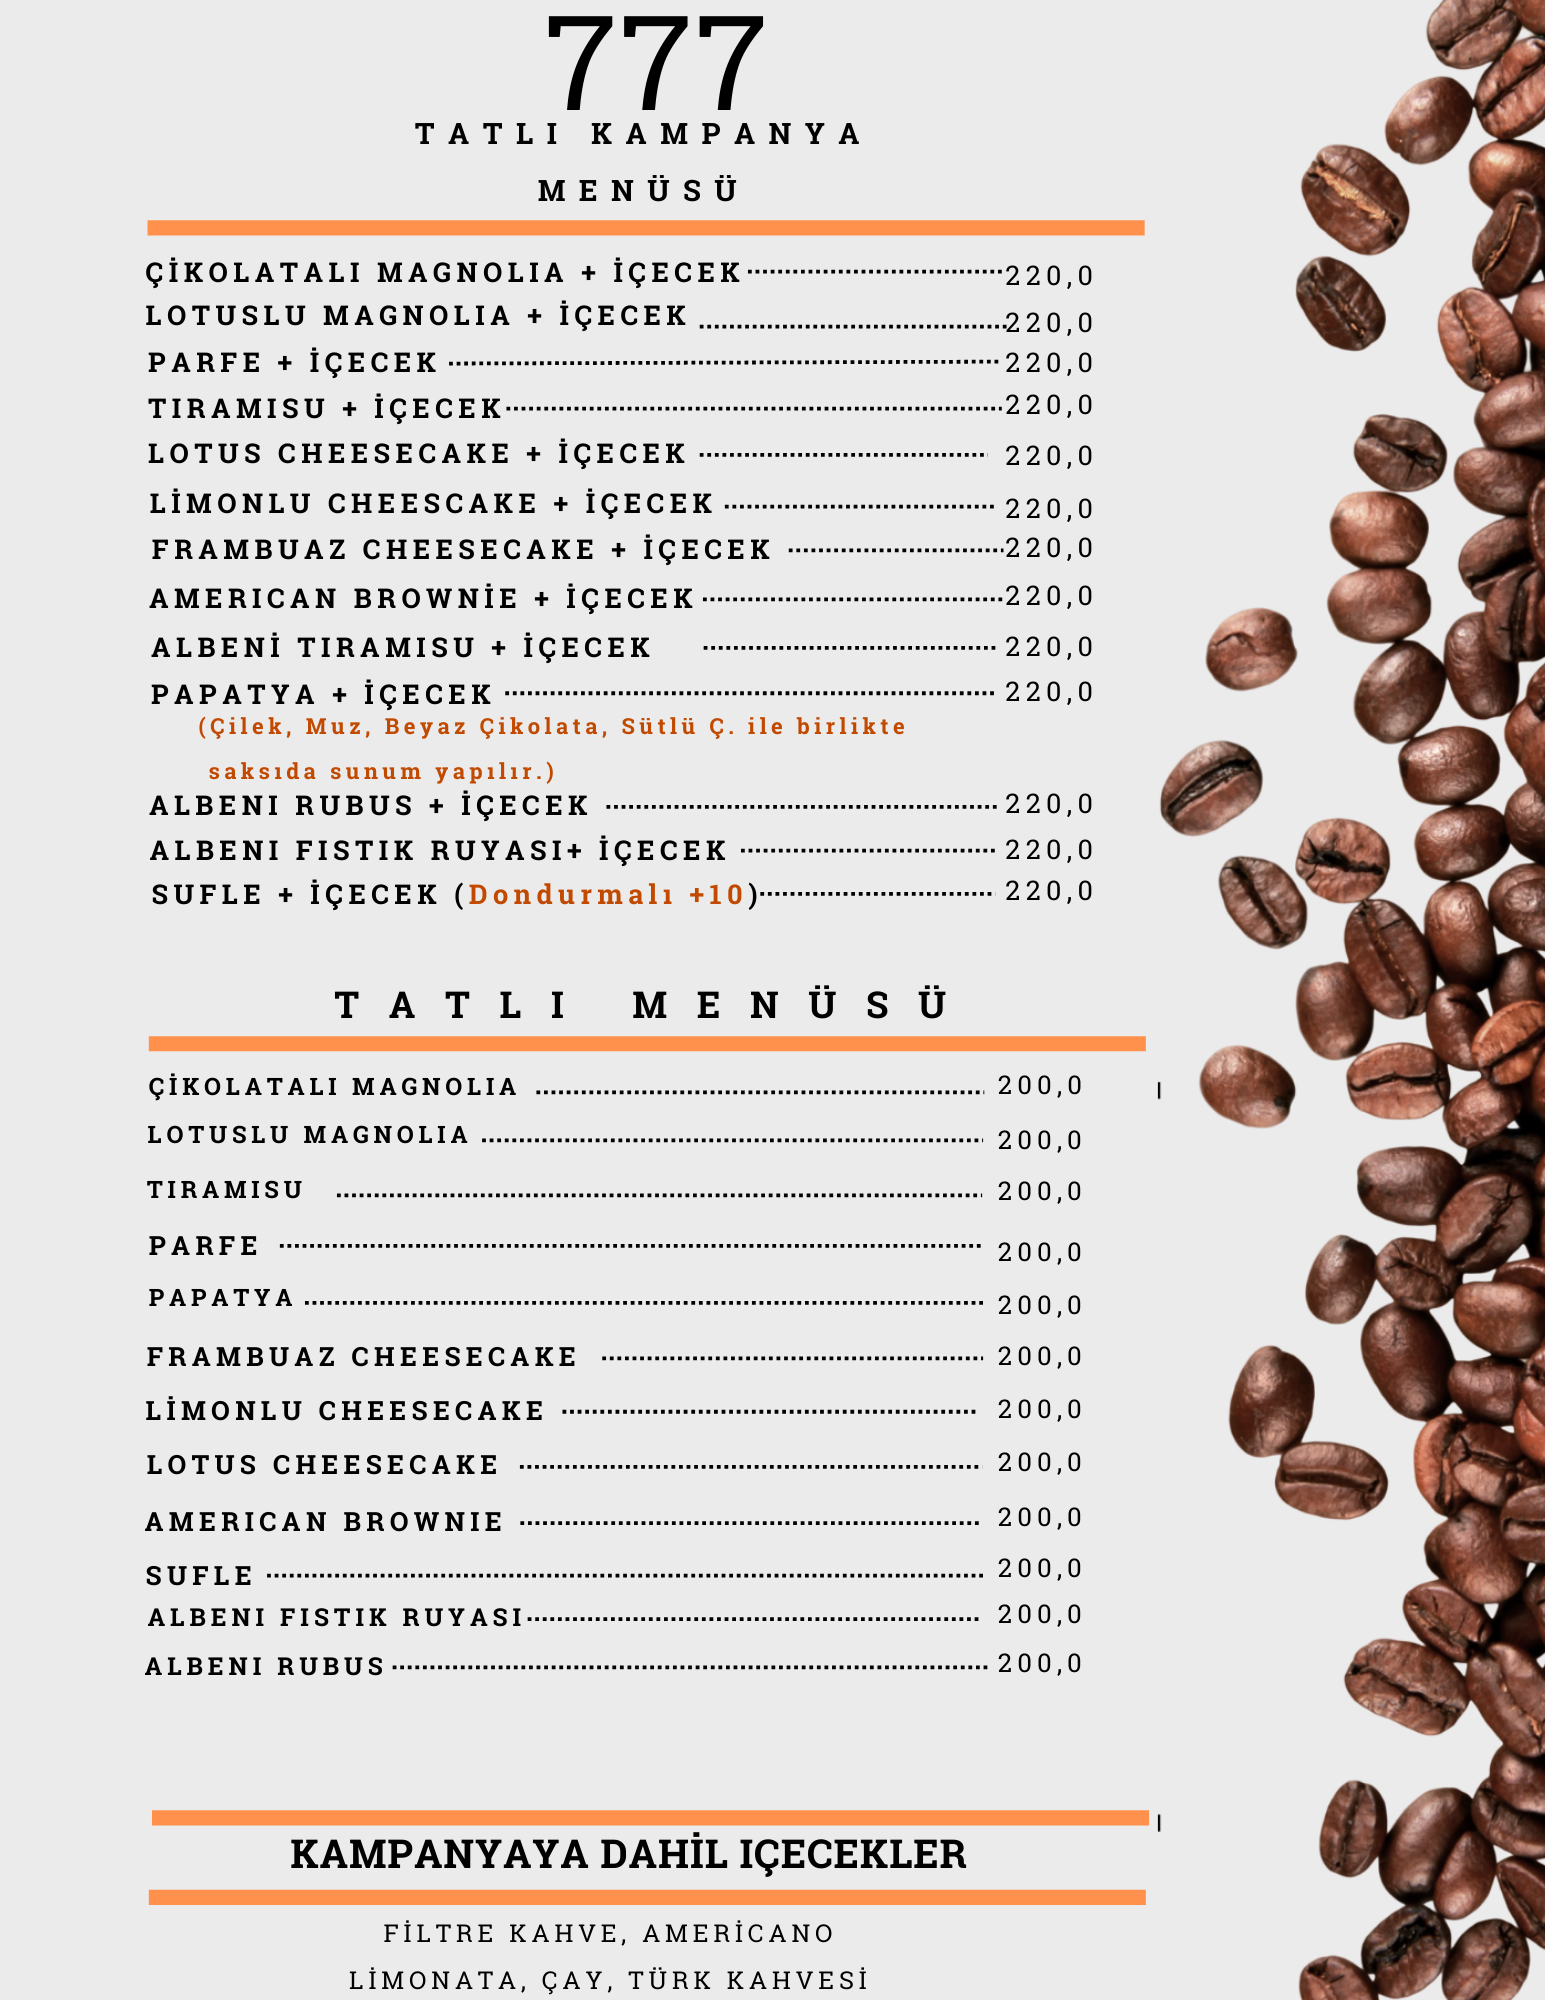 777
TATLI KAMPANYA
MENÜSÜ
ÇİKOLATALI MAGNOLIA + İÇECEK 220,0
LOTUSLU MAGNOLIA + İÇECEK 220,0
PARFE + İÇECEK 220,0
TIRAMISU + İÇECEK 220,0
LOTUS CHEESECAKE + İÇECEK 220,0
LİMONLU CHEESCAKE + İÇECEK 220,0
FRAMBUAZ CHEESECAKE + İÇECEK 220,0
AMERICAN BROWNİE + İÇECEK 220,0
ALBENİ TIRAMISU + İÇECEK 220,0
PAPATYA + İÇECEK 220,0
(Çilek, Muz, Beyaz Çikolata, Sütlü Ç. ile birlikte
saksıda sunum yapılır.)
ALBENI RUBUS + İÇECEK 220,0
ALBENI FISTIK RUYASI+ İÇECEK 220,0
SUFLE + İÇECEK (Dondurmalı +10) 220,0
TATLI MENÜSÜ
ÇİKOLATALI MAGNOLIA 200,0
LOTUSLU MAGNOLIA 200,0
TIRAMISU 200,0
PARFE 200,0
PAPATYA 200,0
FRAMBUAZ CHEESECAKE 200,0
LİMONLU CHEESECAKE 200,0
LOTUS CHEESECAKE 200,0
AMERICAN BROWNIE 200,0
SUFLE 200,0
ALBENI FISTIK RUYASI 200,0
ALBENI RUBUS 200,0
KAMPANYAYA DAHİL IÇECEKLER
FİLTRE KAHVE, AMERİCANO
LİMONATA, ÇAY, TÜRK KAHVESİ